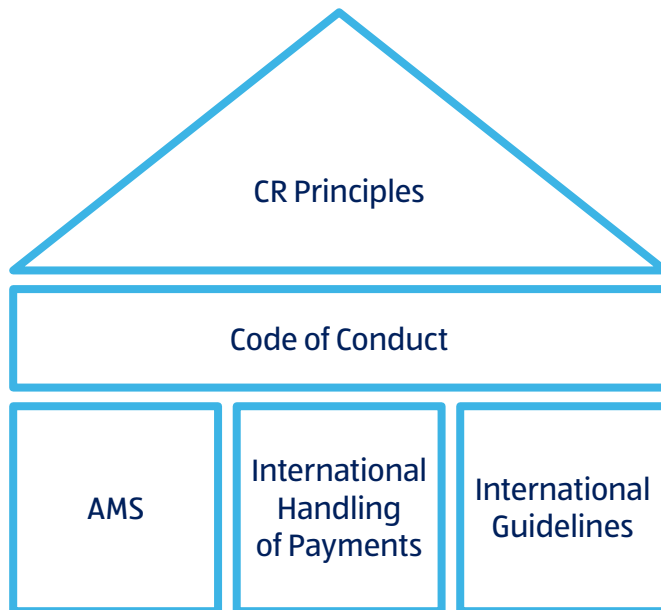 CR Principles
Code of Conduct
AMS
International
Handling
of Payments
International
Guidelines